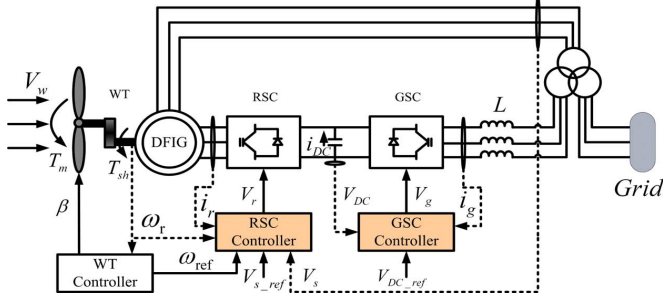 RSC
GSC
V_w
WT
L
DFIG
i_DC
T_m
T_sh
V_r
V_DC
V_g
i_r
i_g
β
ω_r
RSC
Controller
GSC
Controller
ω_ref
WT
Controller
V_s_ref
V_s
V_DC_ref
Grid